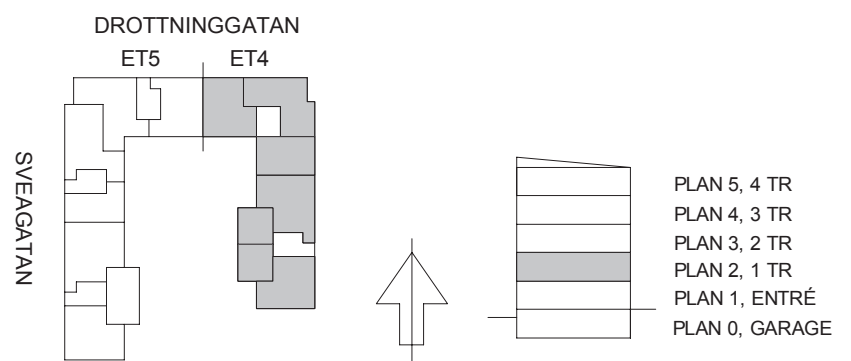 DROTTNINGGATAN
ET5 ET4
SVEAGATAN
PLAN 5, 4 TR
PLAN 4, 3 TR
PLAN 3, 2 TR
PLAN 2, 1 TR
PLAN 1, ENTRÉ
PLAN 0, GARAGE